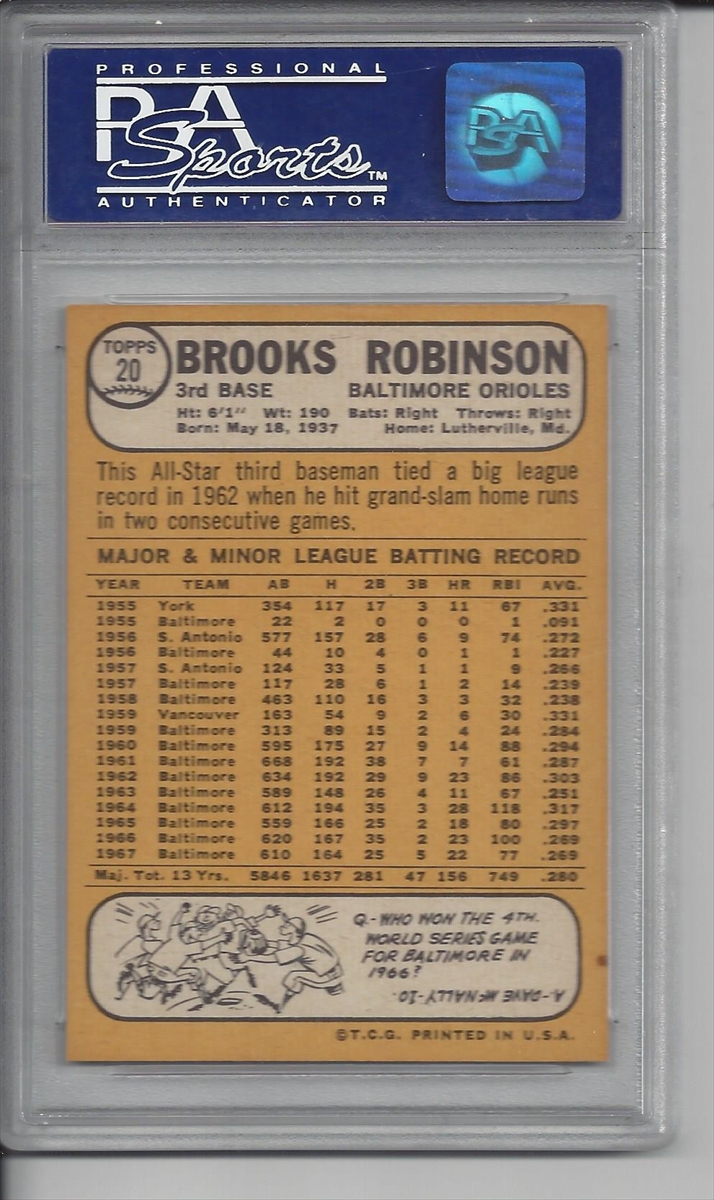 PROFESSIONAL
PSA
Sports™
AUTHENTICATOR
PSA
TOPPS
20
BROOKS ROBINSON
3rd BASE BALTIMORE ORIOLES
Ht: 6'1" Wt: 190 Bats: Right Throws: Right
Born: May 18, 1937 Home: Lutherville, Md.
This All-Star third baseman tied a big league
record in 1962 when he hit grand-slam home runs
in two consecutive games.
MAJOR & MINOR LEAGUE BATTING RECORD
YEAR TEAM AB H 2B 3B HR RBI AVG.
1955 York 354 117 17 3 11 67 .331
1955 Baltimore 22 2 0 0 0 1 .091
1956 S. Antonio 577 157 28 6 9 74 .272
1956 Baltimore 44 10 4 0 1 1 .227
1957 S. Antonio 124 33 5 1 1 9 .266
1957 Baltimore 117 28 6 1 2 14 .239
1958 Baltimore 463 110 16 3 3 32 .238
1959 Vancouver 163 54 9 2 6 30 .331
1959 Baltimore 313 89 15 2 4 24 .284
1960 Baltimore 595 175 27 9 14 88 .294
1961 Baltimore 668 192 38 7 7 61 .287
1962 Baltimore 634 192 29 9 23 86 .303
1963 Baltimore 589 148 26 4 11 67 .251
1964 Baltimore 612 194 35 3 28 118 .317
1965 Baltimore 559 166 25 2 18 80 .297
1966 Baltimore 620 167 35 2 23 100 .269
1967 Baltimore 610 164 25 5 22 77 .269
Maj. Tot. 13 Yrs. 5846 1637 281 47 156 749 .280
Q.-WHO WON THE 4TH.
WORLD SERIES GAME
FOR BALTIMORE IN
1966?
A.-DAVE McNALLY 1-0.
©T.C.G. PRINTED IN U.S.A.